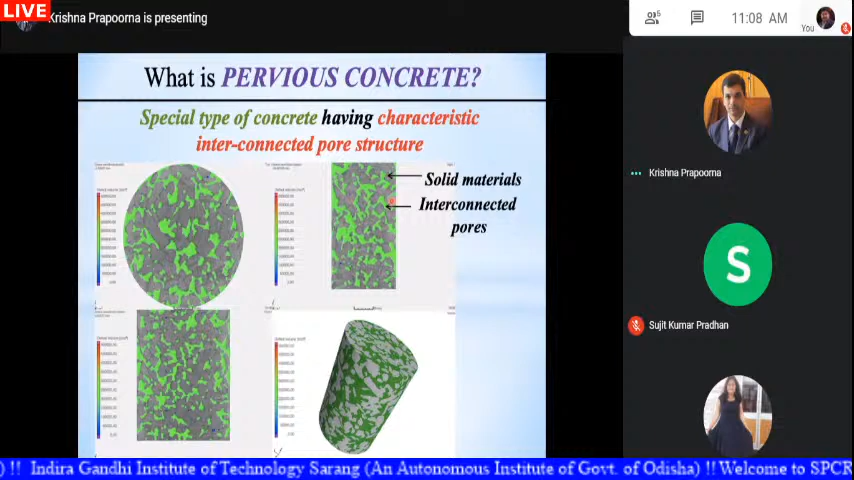 LIVE
Krishna Prapoorna is presenting
5
11:08 AM
You
What is PERVIOUS CONCRETE?
Special type of concrete having characteristic
inter-connected pore structure
Solid materials
Interconnected
pores
Krishna Prapoorna
S
Sujit Kumar Pradhan
) !! Indira Gandhi Institute of Technology Sarang (An Autonomous Institute of Govt. of Odisha) !! Welcome to SPCR